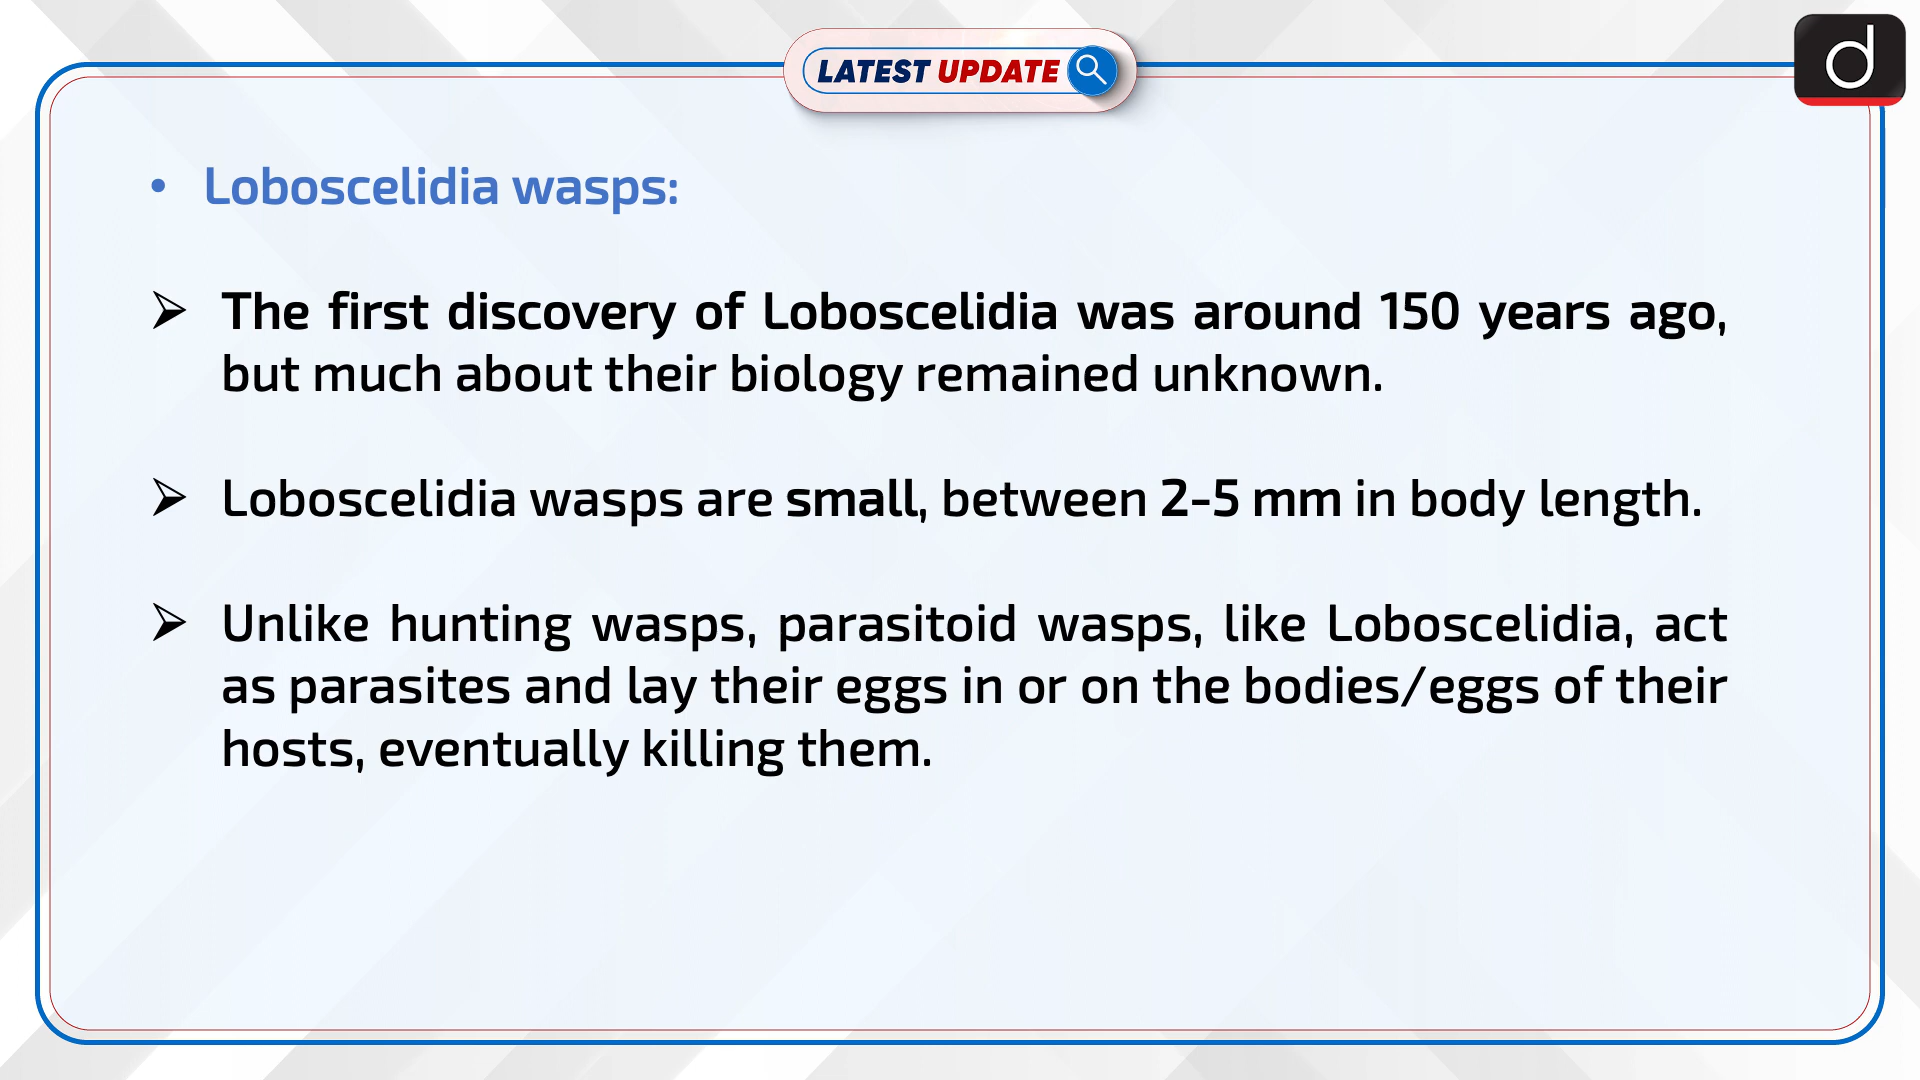 LATEST UPDATE
d
• Loboscelidia wasps:
➢ The first discovery of Loboscelidia was around 150 years ago,
but much about their biology remained unknown.
➢ Loboscelidia wasps are small, between 2-5 mm in body length.
➢ Unlike hunting wasps, parasitoid wasps, like Loboscelidia, act
as parasites and lay their eggs in or on the bodies/eggs of their
hosts, eventually killing them.